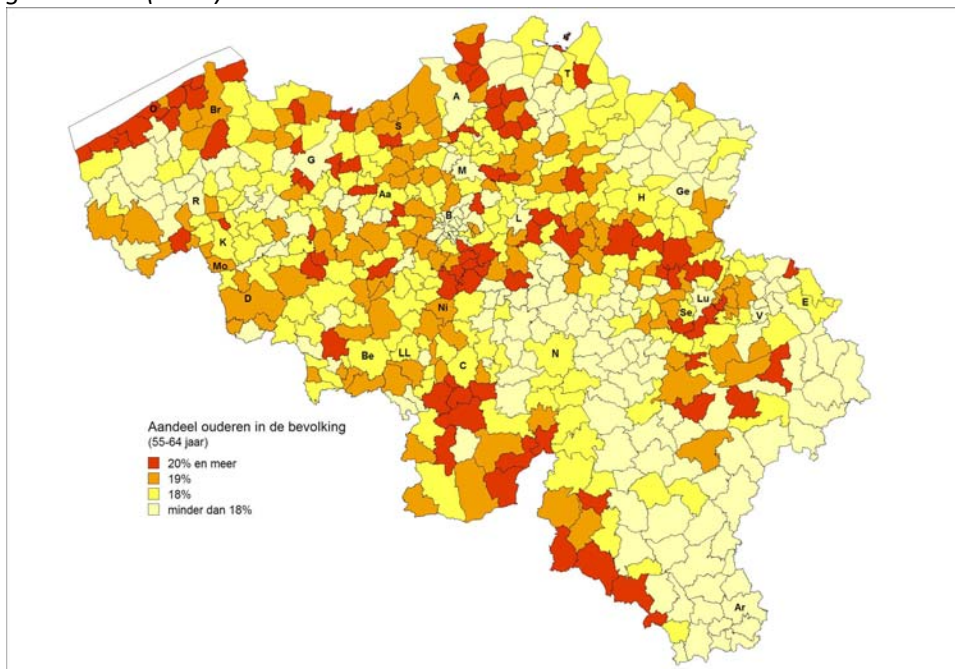 T
A
Br
O
S
G
M
Aa
Ge
H
R
B
L
K
Mo
D
Lu
E
Ni
Se
V
Be
LL
N
C
Aandeel ouderen in de bevolking
(55-64 jaar)
20% en meer
19%
18%
minder dan 18%
Ar